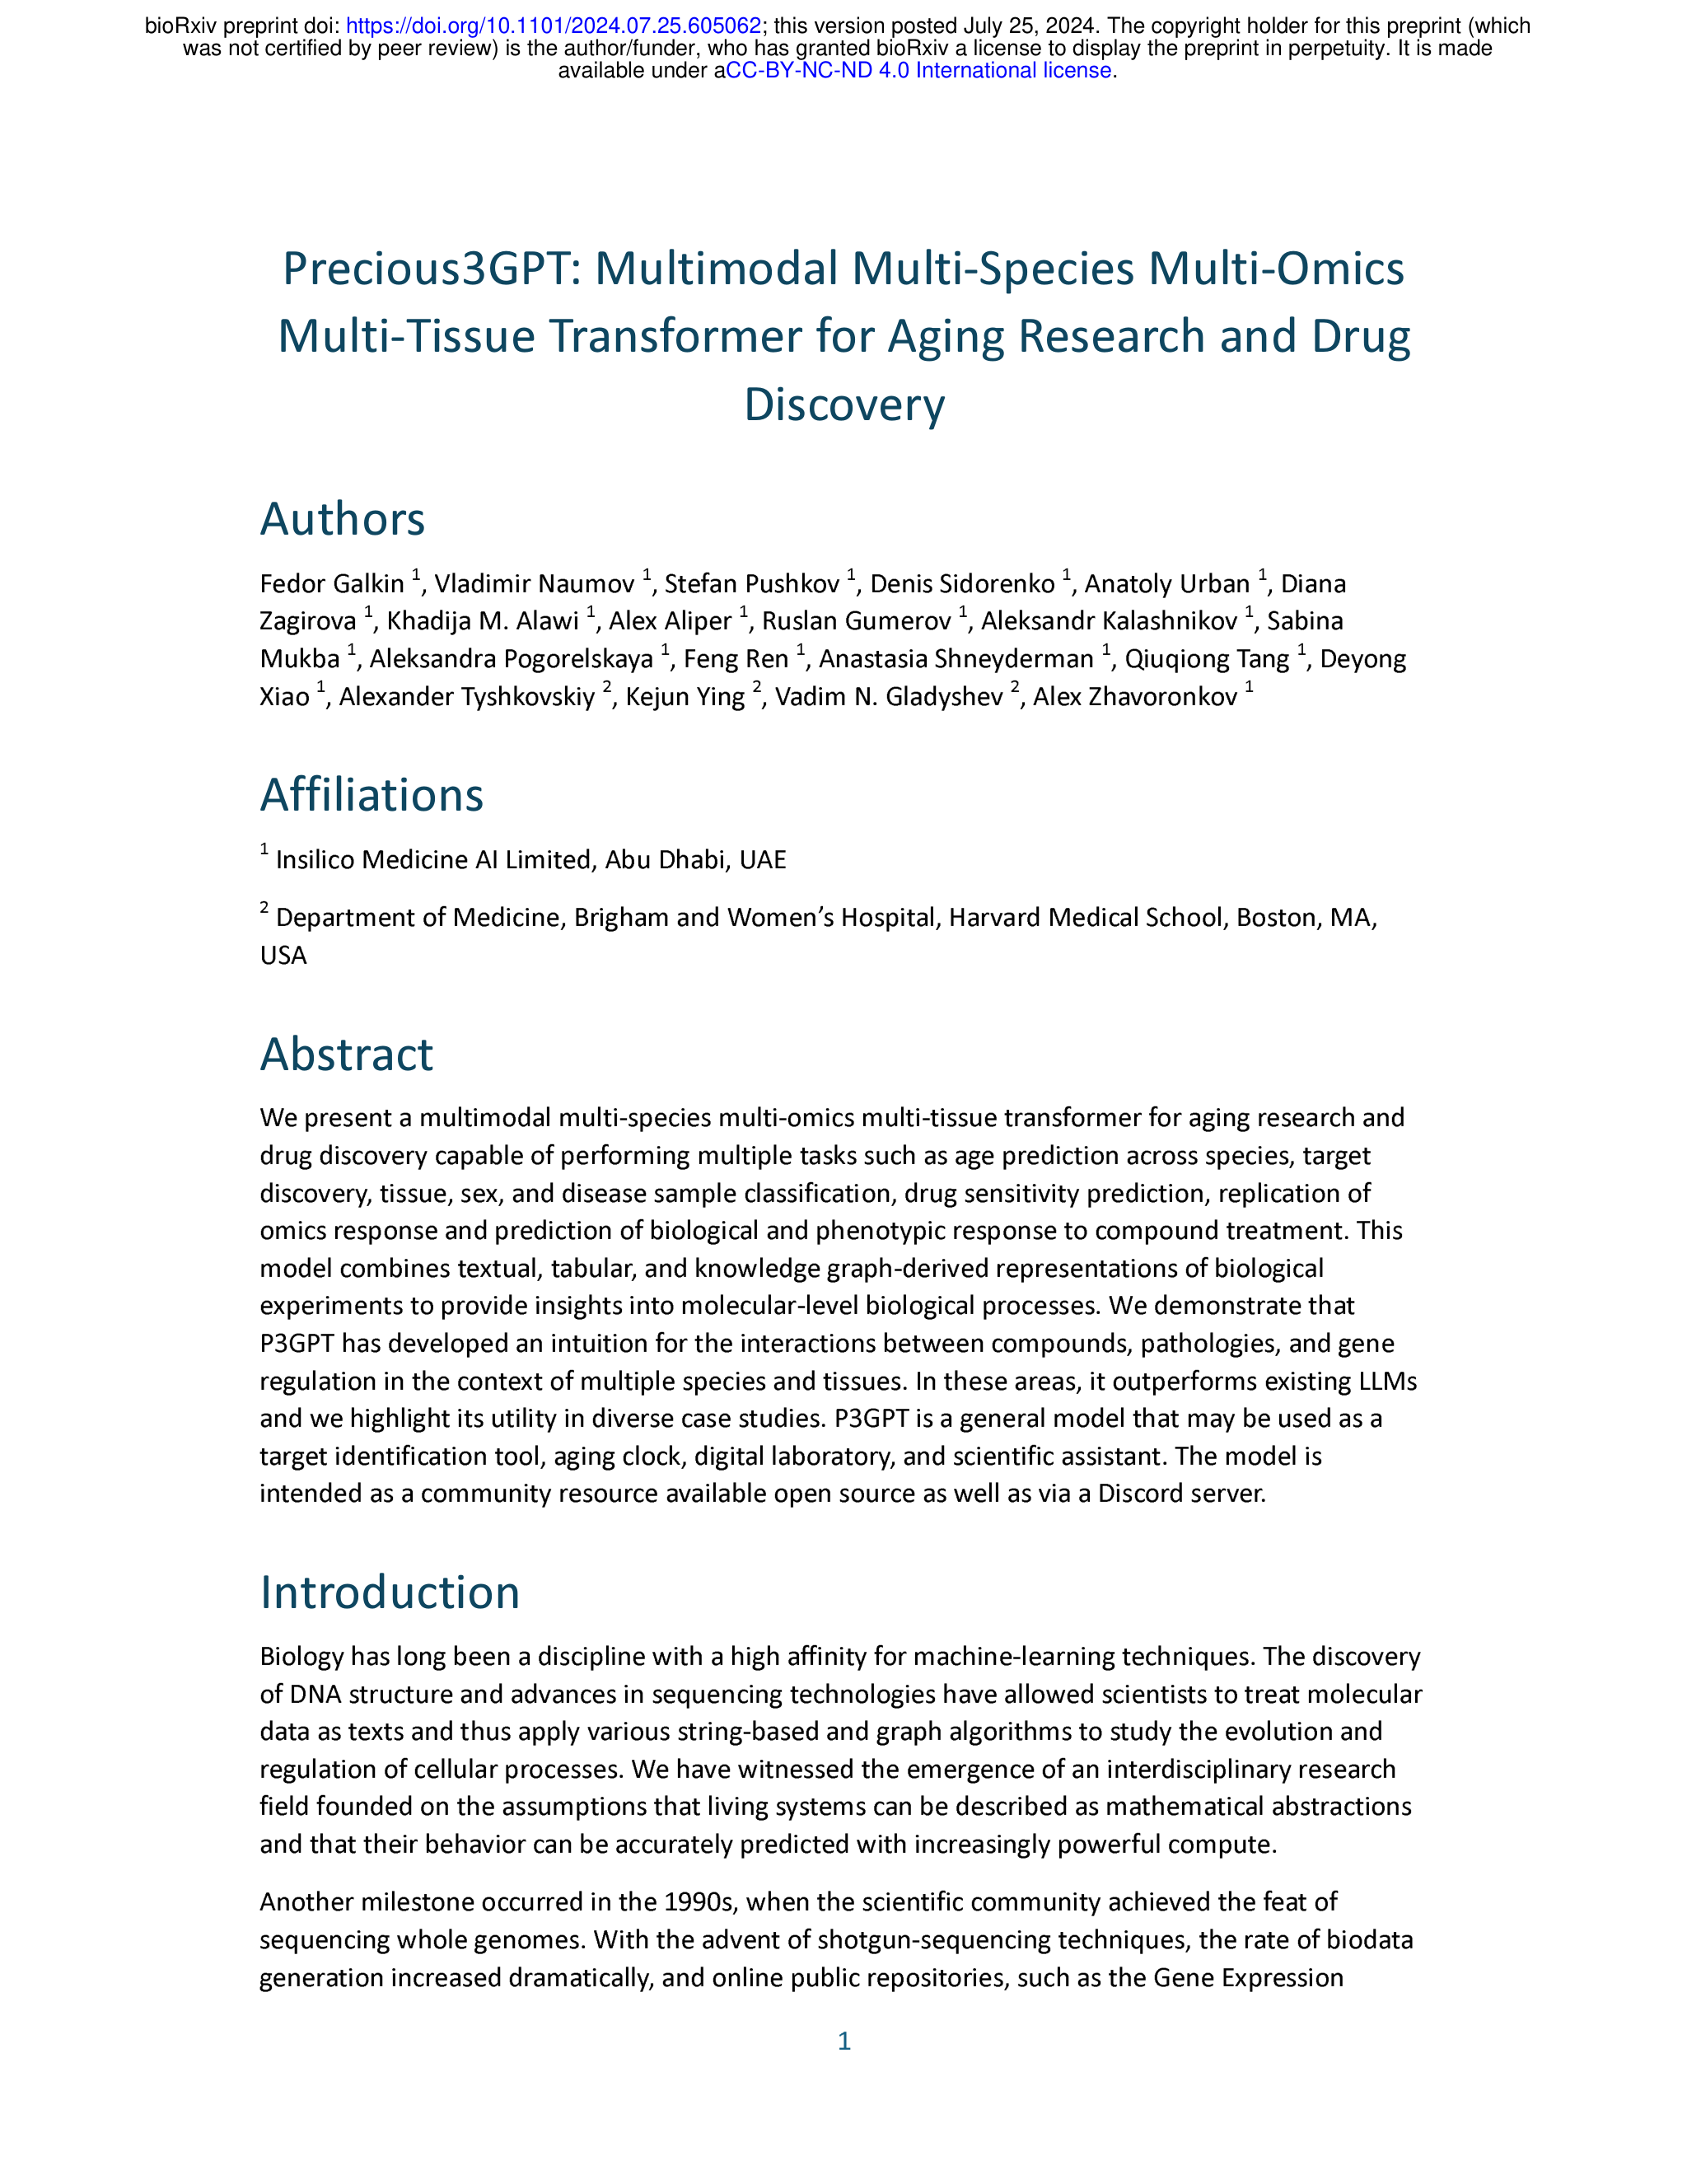 bioRxiv preprint doi: https://doi.org/10.1101/2024.07.25.605062; this version posted July 25, 2024. The copyright holder for this preprint (which
was not certified by peer review) is the author/funder, who has granted bioRxiv a license to display the preprint in perpetuity. It is made
available under aCC-BY-NC-ND 4.0 International license.
Precious3GPT: Multimodal Multi-Species Multi-Omics
Multi-Tissue Transformer for Aging Research and Drug
Discovery
Authors
Fedor Galkin 1, Vladimir Naumov 1, Stefan Pushkov 1, Denis Sidorenko 1, Anatoly Urban 1, Diana
Zagirova 1, Khadija M. Alawi 1, Alex Aliper 1, Ruslan Gumerov 1, Aleksandr Kalashnikov 1, Sabina
Mukba 1, Aleksandra Pogorelskaya 1, Feng Ren 1, Anastasia Shneyderman 1, Qiuqiong Tang 1, Deyong
Xiao 1, Alexander Tyshkovskiy 2, Kejun Ying 2, Vadim N. Gladyshev 2, Alex Zhavoronkov 1
Affiliations
1 Insilico Medicine AI Limited, Abu Dhabi, UAE
2 Department of Medicine, Brigham and Women’s Hospital, Harvard Medical School, Boston, MA,
USA
Abstract
We present a multimodal multi-species multi-omics multi-tissue transformer for aging research and
drug discovery capable of performing multiple tasks such as age prediction across species, target
discovery, tissue, sex, and disease sample classification, drug sensitivity prediction, replication of
omics response and prediction of biological and phenotypic response to compound treatment. This
model combines textual, tabular, and knowledge graph-derived representations of biological
experiments to provide insights into molecular-level biological processes. We demonstrate that
P3GPT has developed an intuition for the interactions between compounds, pathologies, and gene
regulation in the context of multiple species and tissues. In these areas, it outperforms existing LLMs
and we highlight its utility in diverse case studies. P3GPT is a general model that may be used as a
target identification tool, aging clock, digital laboratory, and scientific assistant. The model is
intended as a community resource available open source as well as via a Discord server.
Introduction
Biology has long been a discipline with a high affinity for machine-learning techniques. The discovery
of DNA structure and advances in sequencing technologies have allowed scientists to treat molecular
data as texts and thus apply various string-based and graph algorithms to study the evolution and
regulation of cellular processes. We have witnessed the emergence of an interdisciplinary research
field founded on the assumptions that living systems can be described as mathematical abstractions
and that their behavior can be accurately predicted with increasingly powerful compute.
Another milestone occurred in the 1990s, when the scientific community achieved the feat of
sequencing whole genomes. With the advent of shotgun-sequencing techniques, the rate of biodata
generation increased dramatically, and online public repositories, such as the Gene Expression
1